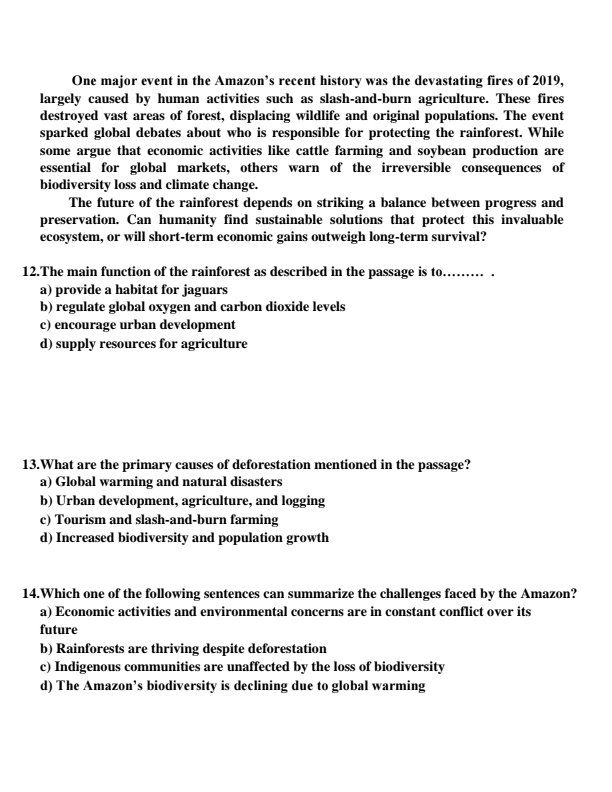 One major event in the Amazon's recent history was the devastating fires of 2019,
largely caused by human activities such as slash-and-burn agriculture. These fires
destroyed vast areas of forest, displacing wildlife and original populations. The event
sparked global debates about who is responsible for protecting the rainforest. While
some argue that economic activities like cattle farming and soybean production are
essential for global markets, others warn of the irreversible consequences of
biodiversity loss and climate change.
The future of the rainforest depends on striking a balance between progress and
preservation. Can humanity find sustainable solutions that protect this invaluable
ecosystem, or will short-term economic gains outweigh long-term survival?
12.The main function of the rainforest as described in the passage is to……… .
a) provide a habitat for jaguars
b) regulate global oxygen and carbon dioxide levels
c) encourage urban development
d) supply resources for agriculture
13.What are the primary causes of deforestation mentioned in the passage?
a) Global warming and natural disasters
b) Urban development, agriculture, and logging
c) Tourism and slash-and-burn farming
d) Increased biodiversity and population growth
14.Which one of the following sentences can summarize the challenges faced by the Amazon?
a) Economic activities and environmental concerns are in constant conflict over its
future
b) Rainforests are thriving despite deforestation
c) Indigenous communities are unaffected by the loss of biodiversity
d) The Amazon's biodiversity is declining due to global warming